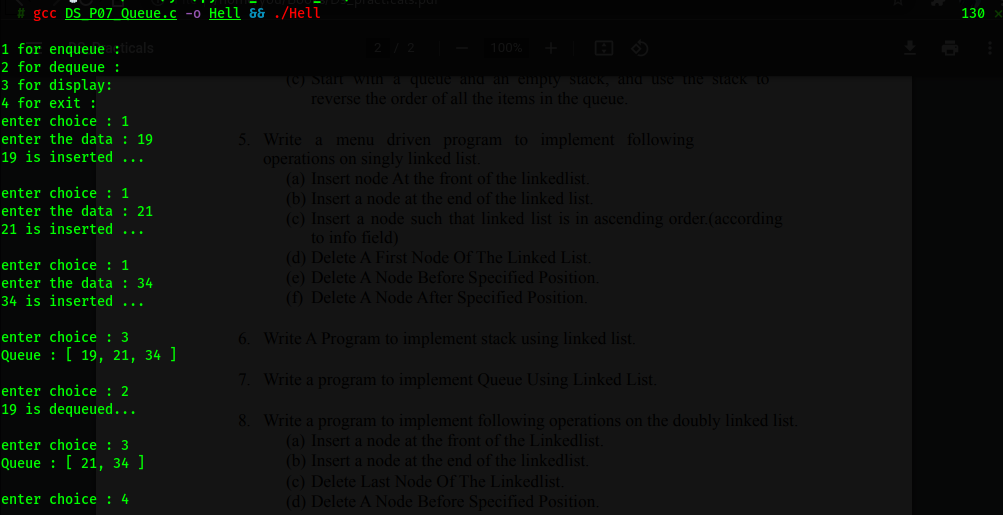 # gcc DS_P07_Queue.c -o Hell && ./Hell
130
1 for enqueue :
2 for dequeue :
3 for display:
4 for exit :
enter choice : 1
enter the data : 19
19 is inserted ...
enter choice : 1
enter the data : 21
21 is inserted ...
enter choice : 1
enter the data : 34
34 is inserted ...
enter choice : 3
Queue : [ 19, 21, 34 ]
enter choice : 2
19 is dequeued...
enter choice : 3
Queue : [ 21, 34 ]
enter choice : 4
2 / 2
100%
(e) Start with a queue and an empty stack, and use the stack to
reverse the order of all the items in the queue.
5. Write a menu driven program to implement following
operations on singly linked list.
(a) Insert node At the front of the linkedlist.
(b) Insert a node at the end of the linked list.
(c) Insert a node such that linked list is in ascending order.(according
to info field)
(d) Delete A First Node Of The Linked List.
(e) Delete A Node Before Specified Position.
(f) Delete A Node After Specified Position.
6. Write A Program to implement stack using linked list.
7. Write a program to implement Queue Using Linked List.
8. Write a program to implement following operations on the doubly linked list.
(a) Insert a node at the front of the Linkedlist.
(b) Insert a node at the end of the linkedlist.
(c) Delete Last Node Of The Linkedlist.
(d) Delete A Node Before Specified Position.